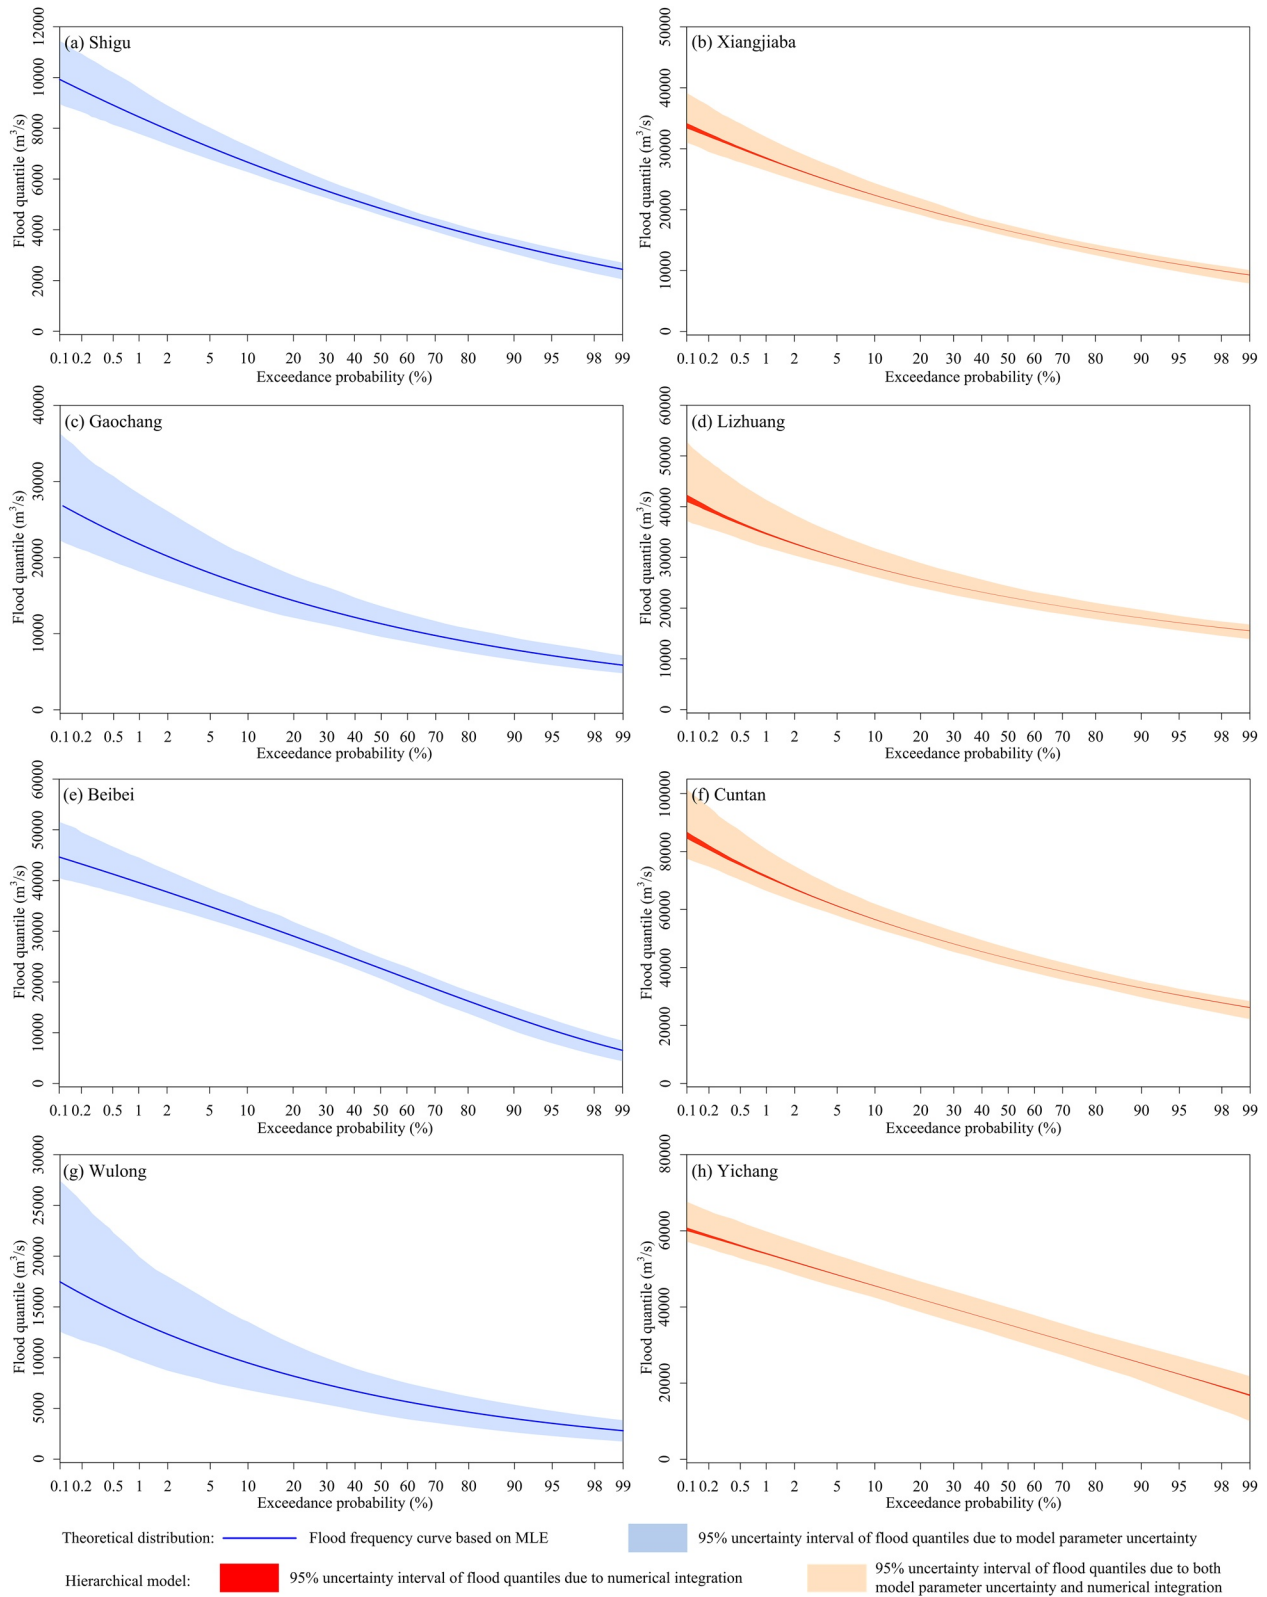 (a) Shigu
Flood quantile (m³/s)
12000
10000
8000
6000
4000
2000
0
0.1 0.2 0.5 1 2 5 10 20 30 40 50 60 70 80 90 95 98 99
Exceedance probability (%)
(b) Xiangjiaba
Flood quantile (m³/s)
50000
40000
30000
20000
10000
0
0.1 0.2 0.5 1 2 5 10 20 30 40 50 60 70 80 90 95 98 99
Exceedance probability (%)
(c) Gaochang
Flood quantile (m³/s)
40000
30000
20000
10000
0
0.1 0.2 0.5 1 2 5 10 20 30 40 50 60 70 80 90 95 98 99
Exceedance probability (%)
(d) Lizhuang
Flood quantile (m³/s)
60000
50000
40000
30000
20000
10000
0
0.1 0.2 0.5 1 2 5 10 20 30 40 50 60 70 80 90 95 98 99
Exceedance probability (%)
(e) Beibei
Flood quantile (m³/s)
60000
50000
40000
30000
20000
10000
0
0.1 0.2 0.5 1 2 5 10 20 30 40 50 60 70 80 90 95 98 99
Exceedance probability (%)
(f) Cuntan
Flood quantile (m³/s)
100000
80000
60000
40000
20000
0
0.1 0.2 0.5 1 2 5 10 20 30 40 50 60 70 80 90 95 98 99
Exceedance probability (%)
(g) Wulong
Flood quantile (m³/s)
30000
25000
20000
15000
10000
5000
0
0.1 0.2 0.5 1 2 5 10 20 30 40 50 60 70 80 90 95 98 99
Exceedance probability (%)
(h) Yichang
Flood quantile (m³/s)
80000
60000
40000
20000
0
0.1 0.2 0.5 1 2 5 10 20 30 40 50 60 70 80 90 95 98 99
Exceedance probability (%)
Theoretical distribution: Flood frequency curve based on MLE 95% uncertainty interval of flood quantiles due to model parameter uncertainty
Hierarchical model: 95% uncertainty interval of flood quantiles due to numerical integration
95% uncertainty interval of flood quantiles due to both
model parameter uncertainty and numerical integration